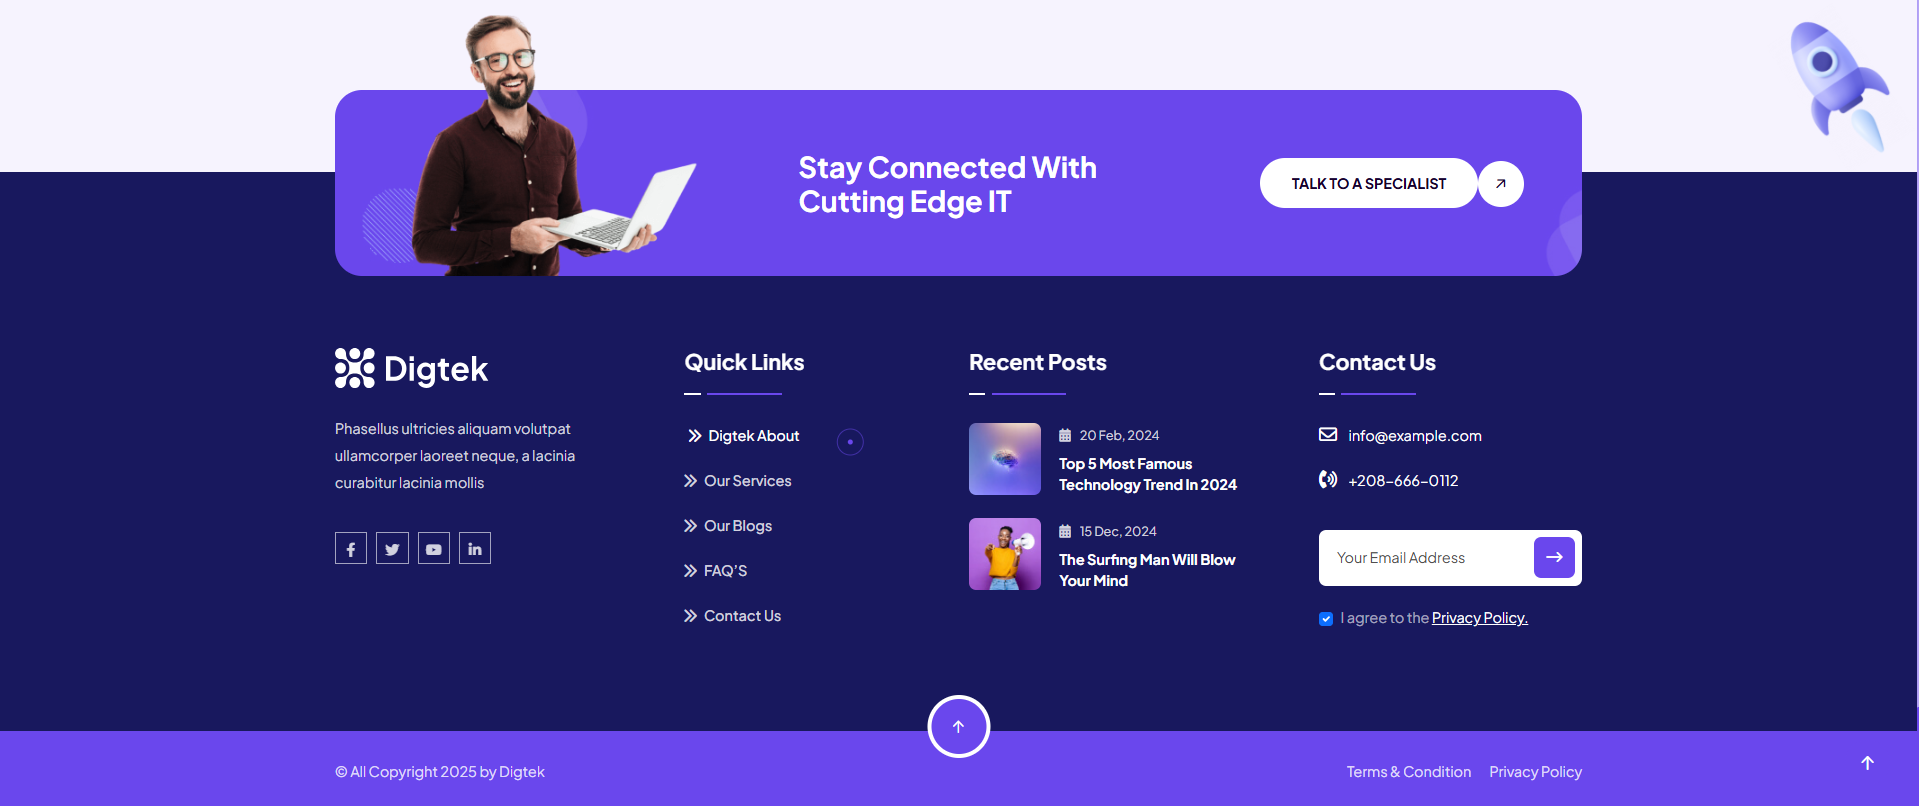 Stay Connected With
Cutting Edge IT
TALK TO A SPECIALIST
Digtek
Phasellus ultricies aliquam volutpat
ullamcorper laoreet neque, a lacinia
curabitur lacinia mollis
Quick Links
Digtek About
Our Services
Our Blogs
FAQ'S
Contact Us
Recent Posts
20 Feb, 2024
Top 5 Most Famous
Technology Trend In 2024
15 Dec, 2024
The Surfing Man Will Blow
Your Mind
Contact Us
info@example.com
+208-666-0112
Your Email Address
I agree to the Privacy Policy.
© All Copyright 2025 by Digtek
Terms & Condition
Privacy Policy